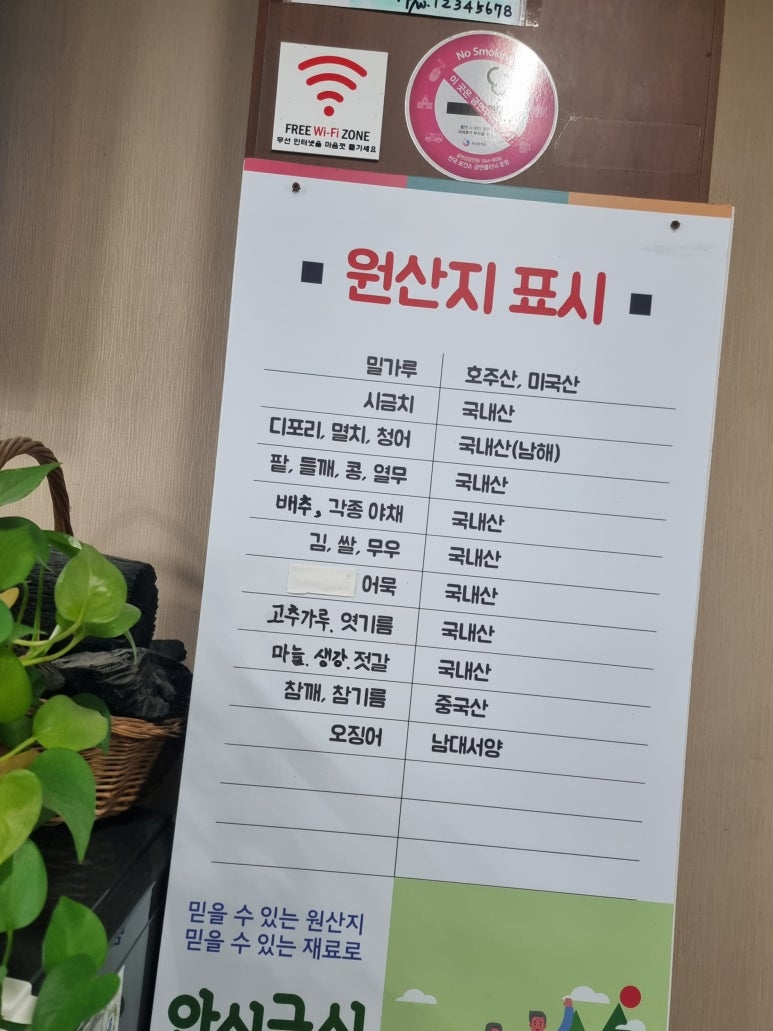 P/W. 12345678
FREE Wi-Fi ZONE
무선 인터넷을 마음껏 즐기세요
No Smoking
원산지 표시
밀가루 호주산, 미국산
시금치 국내산
디포리, 멸치, 청어 국내산(남해)
팥, 들깨, 콩, 열무 국내산
배추, 각종 야채 국내산
김, 쌀, 무우 국내산
어묵 국내산
고추가루. 엿기름 국내산
마늘. 생강. 젓갈 국내산
참깨, 참기름 중국산
오징어 남대서양
믿을 수 있는 원산지
믿을 수 있는 재료로